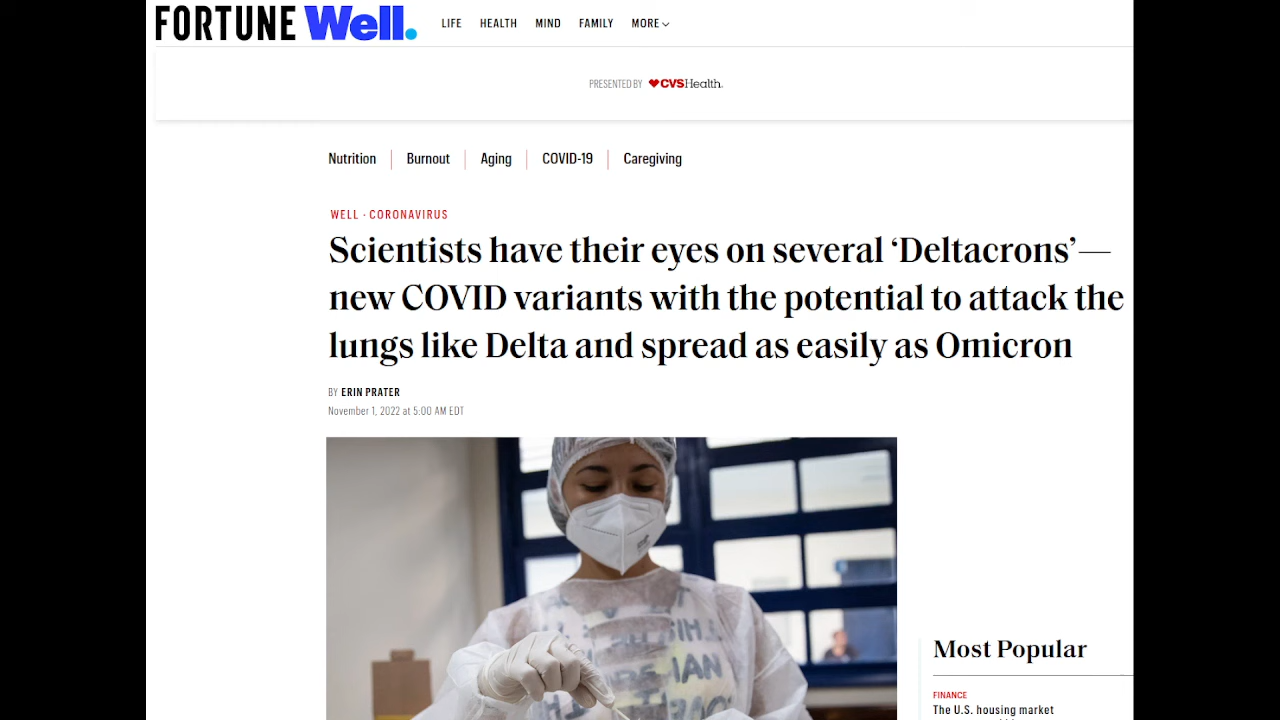 FORTUNE Well.
LIFE HEALTH MIND FAMILY MORE
PRESENTED BY CVSHealth.
Nutrition Burnout Aging COVID-19 Caregiving
WELL · CORONAVIRUS
Scientists have their eyes on several ‘Deltacrons’—
new COVID variants with the potential to attack the
lungs like Delta and spread as easily as Omicron
BY ERIN PRATER
November 1, 2022 at 5:00 AM EDT
Most Popular
FINANCE
The U.S. housing market